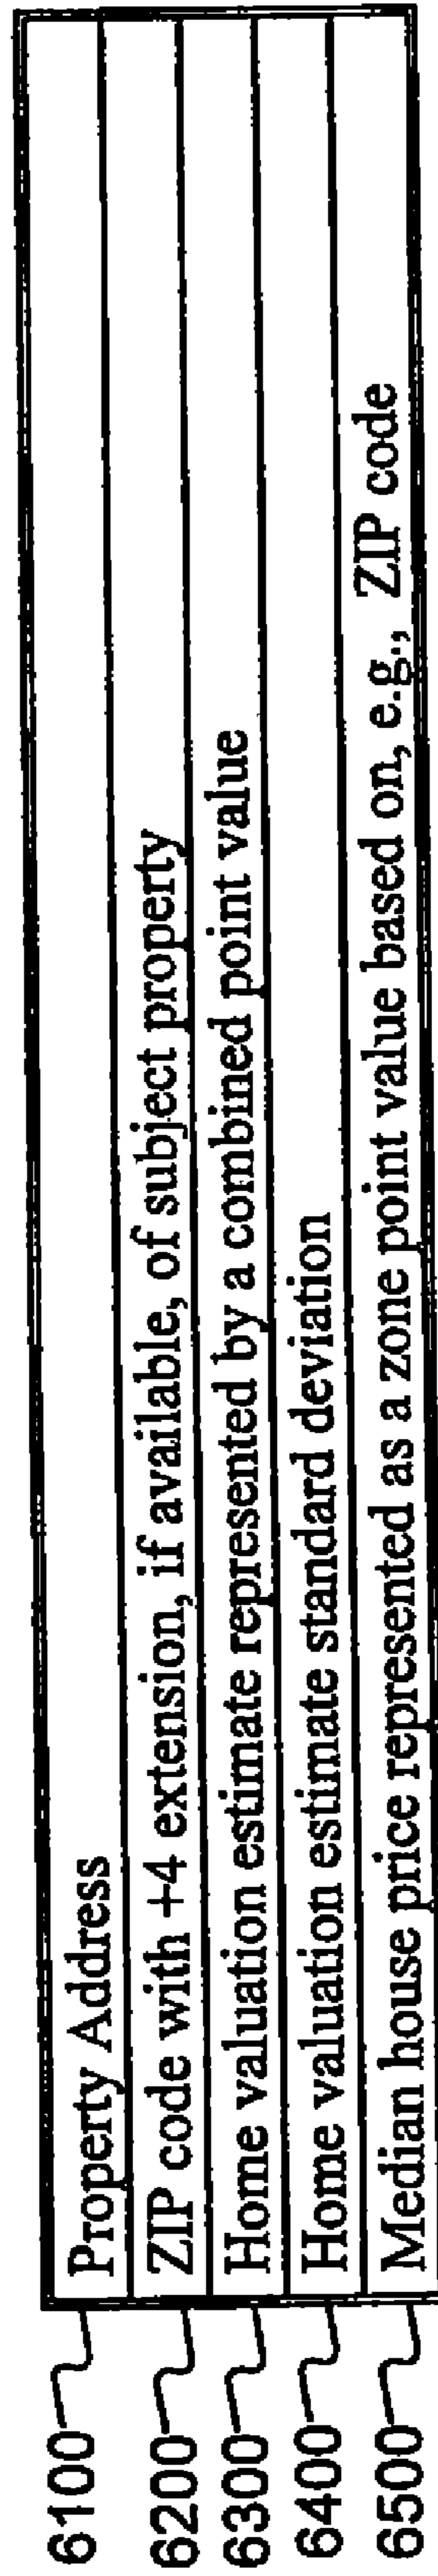 6100 Property Address
6200 ZIP code with +4 extension, if available, of subject property
6300 Home valuation estimate represented by a combined point value
6400 Home valuation estimate standard deviation
6500 Median house price represented as a zone point value based on, e.g., ZIP code